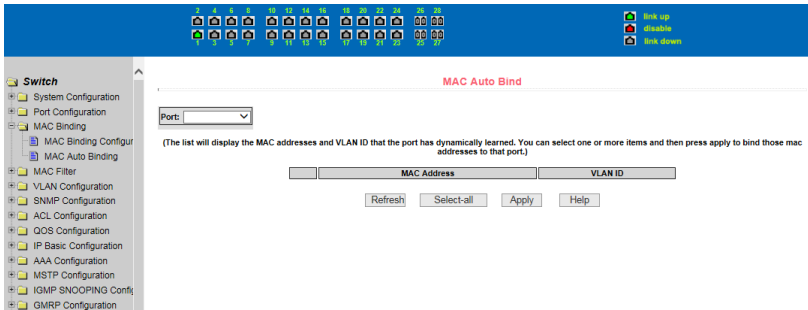 2 4 6 8 10 12 14 16 18 20 22 24 26 28
1 3 5 7 9 11 13 15 17 19 21 23 25 27
link up
disable
link down
Switch
System Configuration
Port Configuration
MAC Binding
MAC Binding Configur
MAC Auto Binding
MAC Filter
VLAN Configuration
SNMP Configuration
ACL Configuration
QOS Configuration
IP Basic Configuration
AAA Configuration
MSTP Configuration
IGMP SNOOPING Config
GMRP Configuration
MAC Auto Bind
Port:
(The list will display the MAC addresses and VLAN ID that the port has dynamically learned. You can select one or more items and then press apply to bind those mac
addresses to that port.)
MAC Address VLAN ID
Refresh Select-all Apply Help